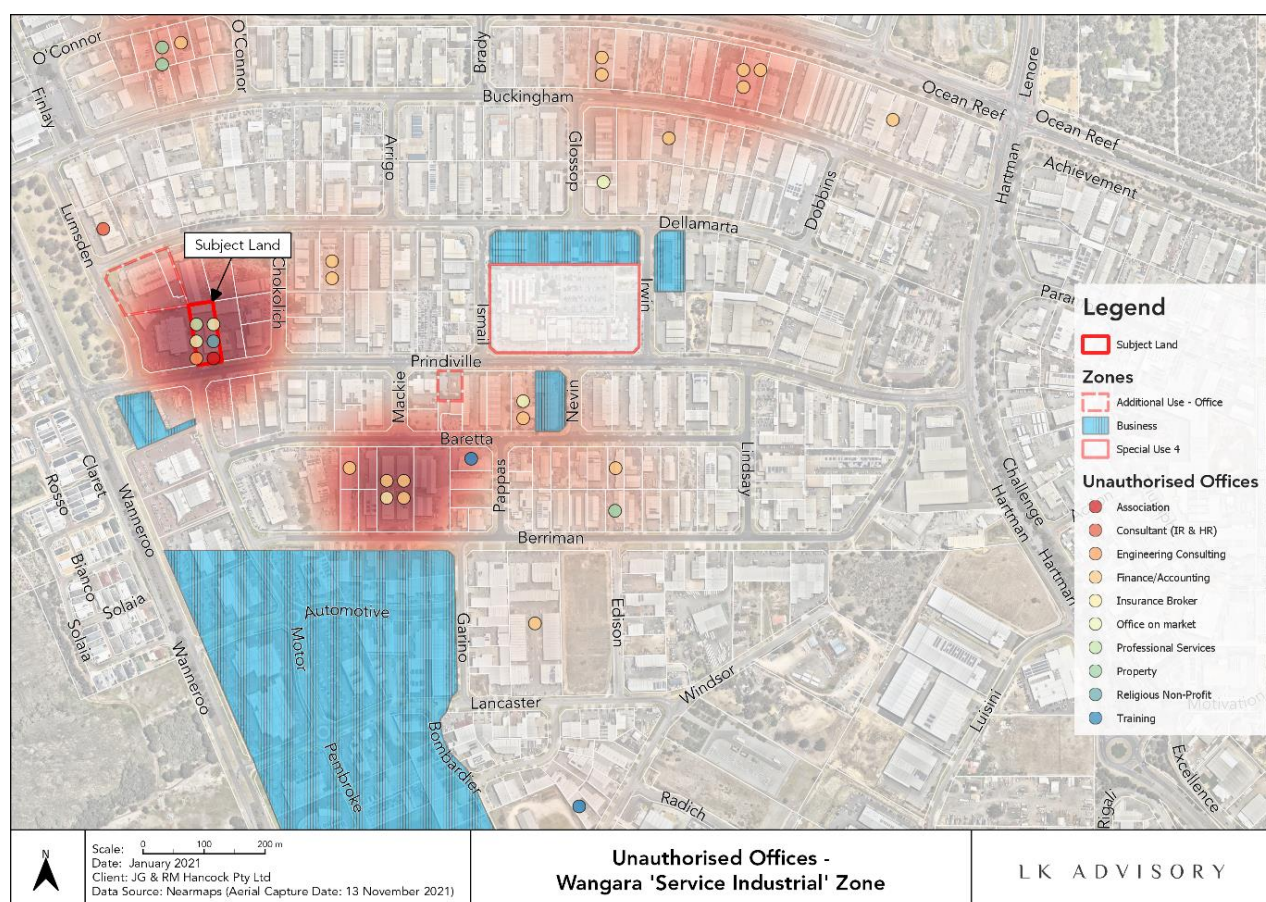 O'Connor
O'Connor
Brady
Lenore
Finlay
Buckingham
Ocean Reef
Ocean Reef
Arrigo
Glossop
Hartman
Achievement
Lumsden
Dobbins
Dellamarta
Subject Land
Chokolich
Ismail
Irwin
Prindiville
Mackie
Nevin
Baretta
Pappas
Lindsay
Claret
Rosso
Wanneroo
Challenge
Hartman
Hartman
Berriman
Bianco
Solaia
Solaia
Automotive
Motor
Garino
Edison
Wanneroo
Windsor
Lancaster
Luisini
Motivation
Bombardier
Pembroke
Radich
Rigali
Excellence
Legend
Subject Land
Zones
Additional Use - Office
Business
Special Use 4
Unauthorised Offices
Association
Consultant (IR & HR)
Engineering Consulting
Finance/Accounting
Insurance Broker
Office on market
Professional Services
Property
Religious Non-Profit
Training
N
Scale: 0 100 200 m
Date: January 2021
Client: JG & RM Hancock Pty Ltd
Data Source: Nearmaps (Aerial Capture Date: 13 November 2021)
Unauthorised Offices -
Wangara 'Service Industrial' Zone
LK ADVISORY